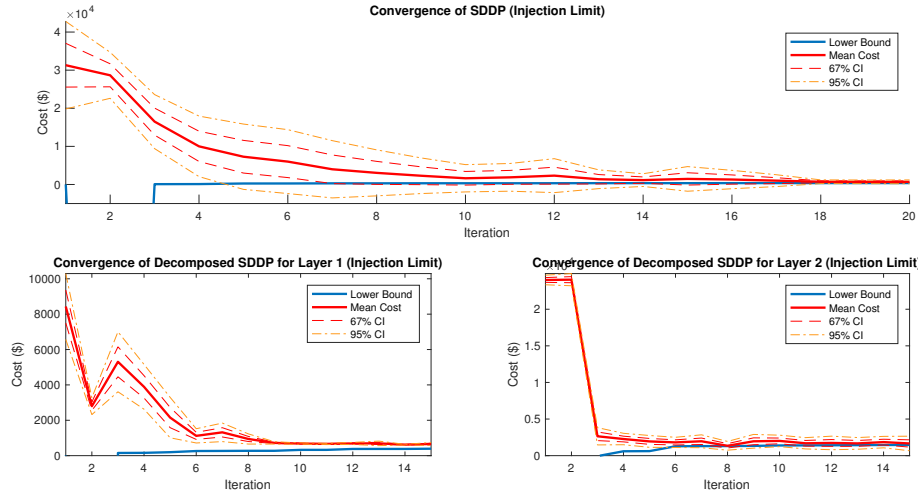 Convergence of SDDP (Injection Limit)
×10⁴
4
3
2
1
0
Cost ($)
2 4 6 8 10 12 14 16 18 20
Iteration
Lower Bound
Mean Cost
67% CI
95% CI
Convergence of Decomposed SDDP for Layer 1 (Injection Limit)
10000
8000
6000
4000
2000
0
Cost ($)
2 4 6 8 10 12 14
Iteration
Lower Bound
Mean Cost
67% CI
95% CI
Convergence of Decomposed SDDP for Layer 2 (Injection Limit)
2
1.5
1
0.5
0
Cost ($)
2 4 6 8 10 12 14
Iteration
Lower Bound
Mean Cost
67% CI
95% CI